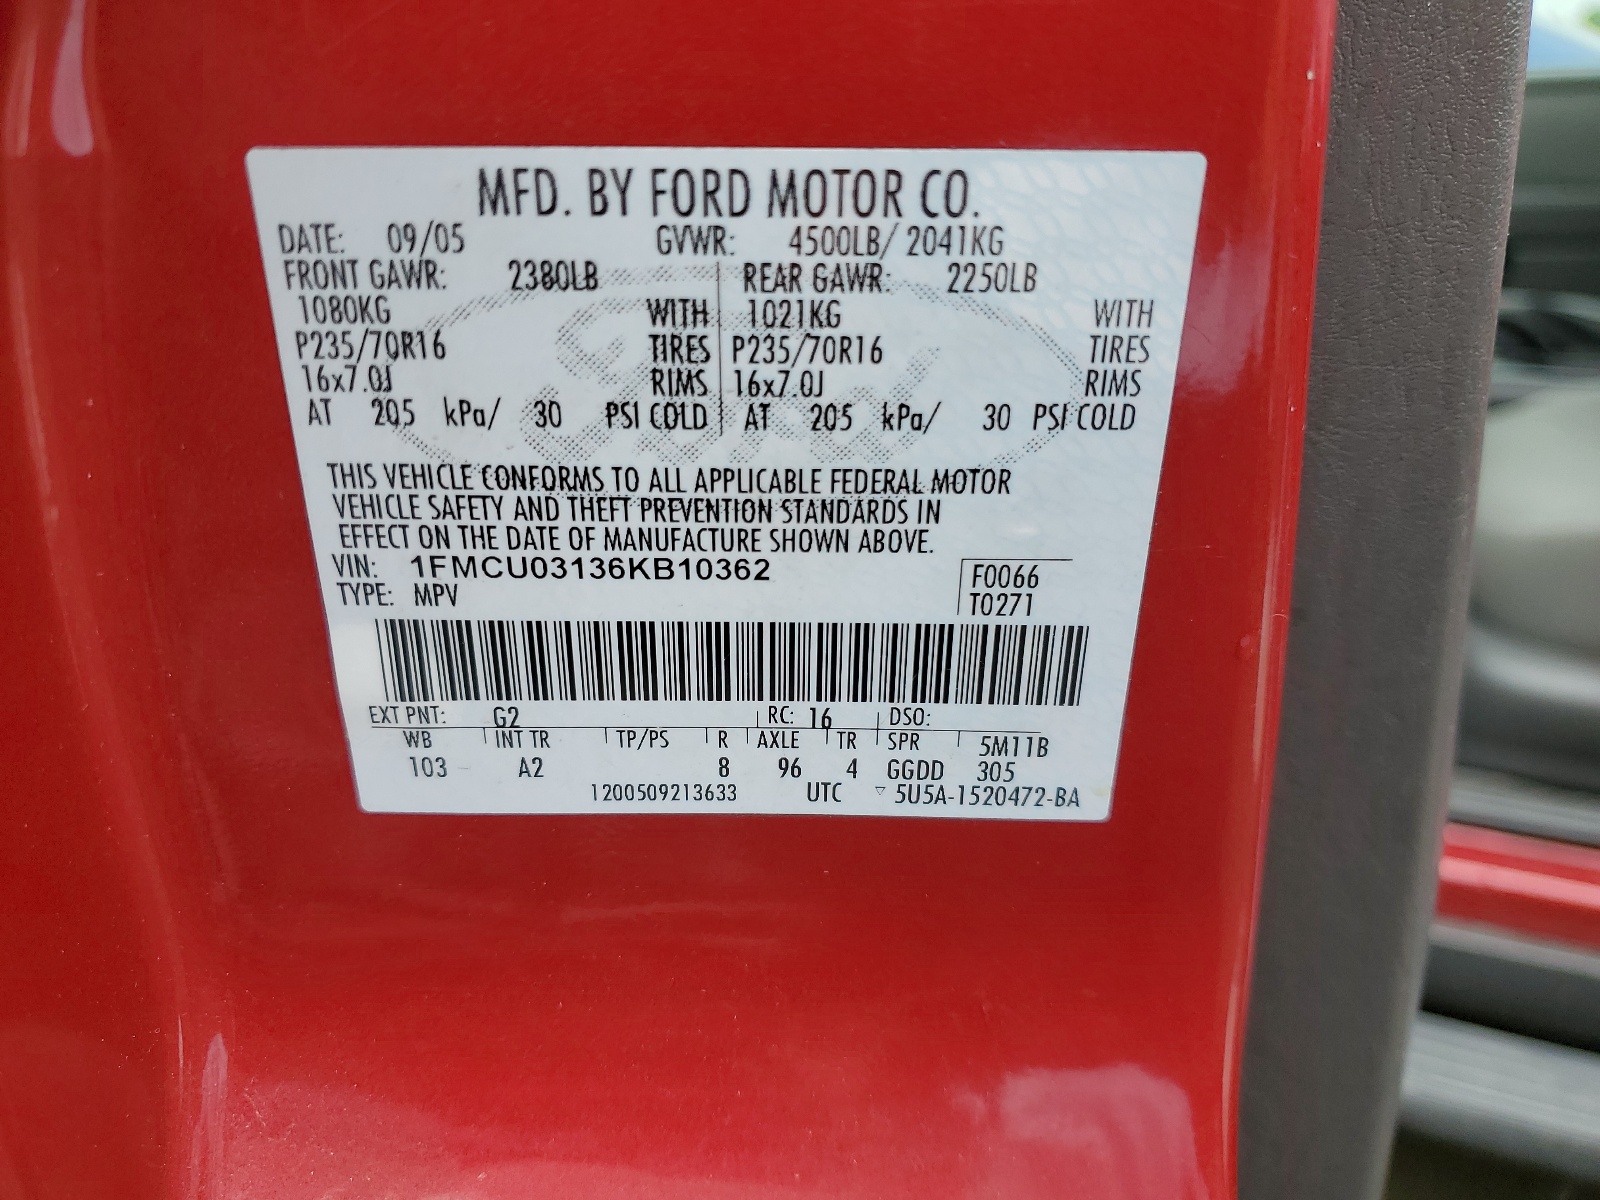 MFD. BY FORD MOTOR CO.
DATE: 09/05 GVWR: 4500LB/ 2041KG
FRONT GAWR: 2380LB REAR GAWR: 2250LB
1080KG WITH 1021KG WITH
P235/70R16 TIRES P235/70R16 TIRES
16x7.0J RIMS 16x7.0J RIMS
AT 205 kPa/ 30 PSI COLD AT 205 kPa/ 30 PSI COLD
Ford
THIS VEHICLE CONFORMS TO ALL APPLICABLE FEDERAL MOTOR
VEHICLE SAFETY AND THEFT PREVENTION STANDARDS IN
EFFECT ON THE DATE OF MANUFACTURE SHOWN ABOVE.
VIN: 1FMCU03136KB10362 F0066
TYPE: MPV T0271
EXT PNT: G2 RC: 16 DSO:
WB INT TR TP/PS R AXLE TR SPR 5M11B
103 A2 8 96 4 GGDD 305
1200509213633 UTC ▽ 5U5A-1520472-BA